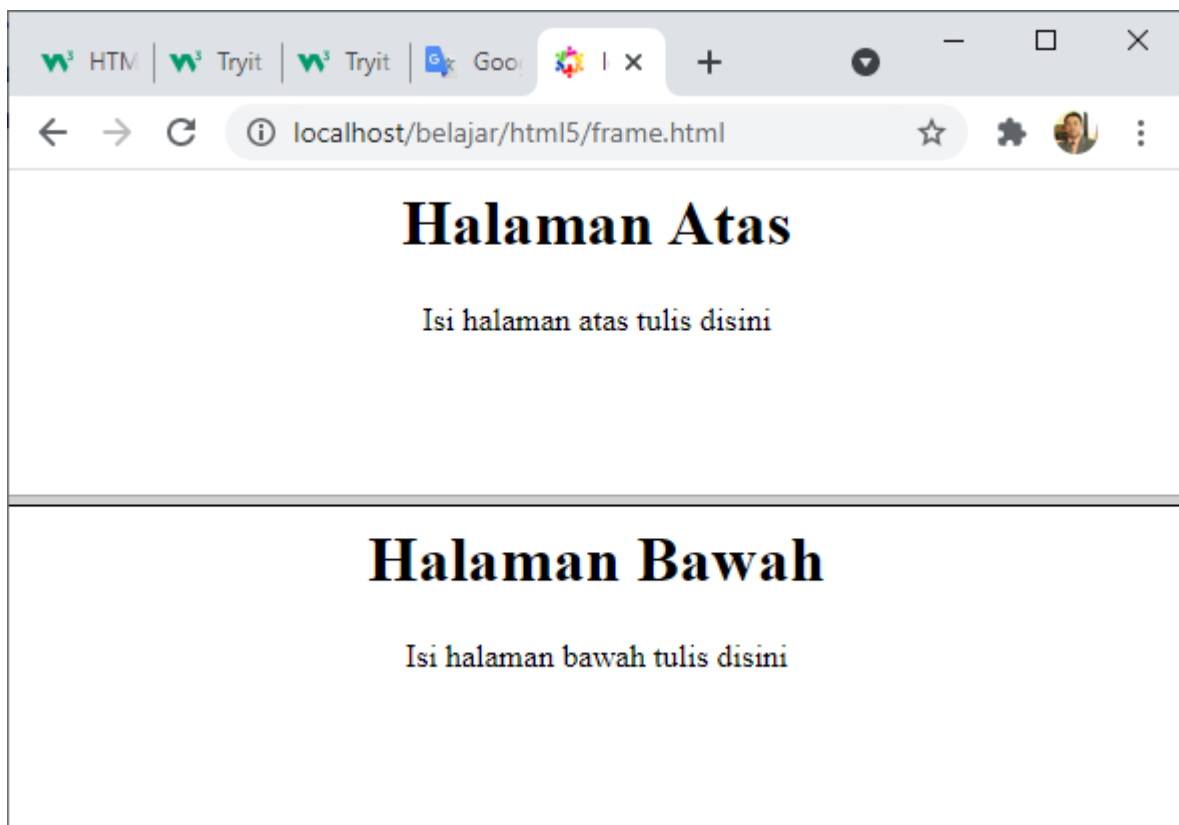 HTM Tryit Tryit Goo
localhost/belajar/html5/frame.html
Halaman Atas
Isi halaman atas tulis disini
Halaman Bawah
Isi halaman bawah tulis disini